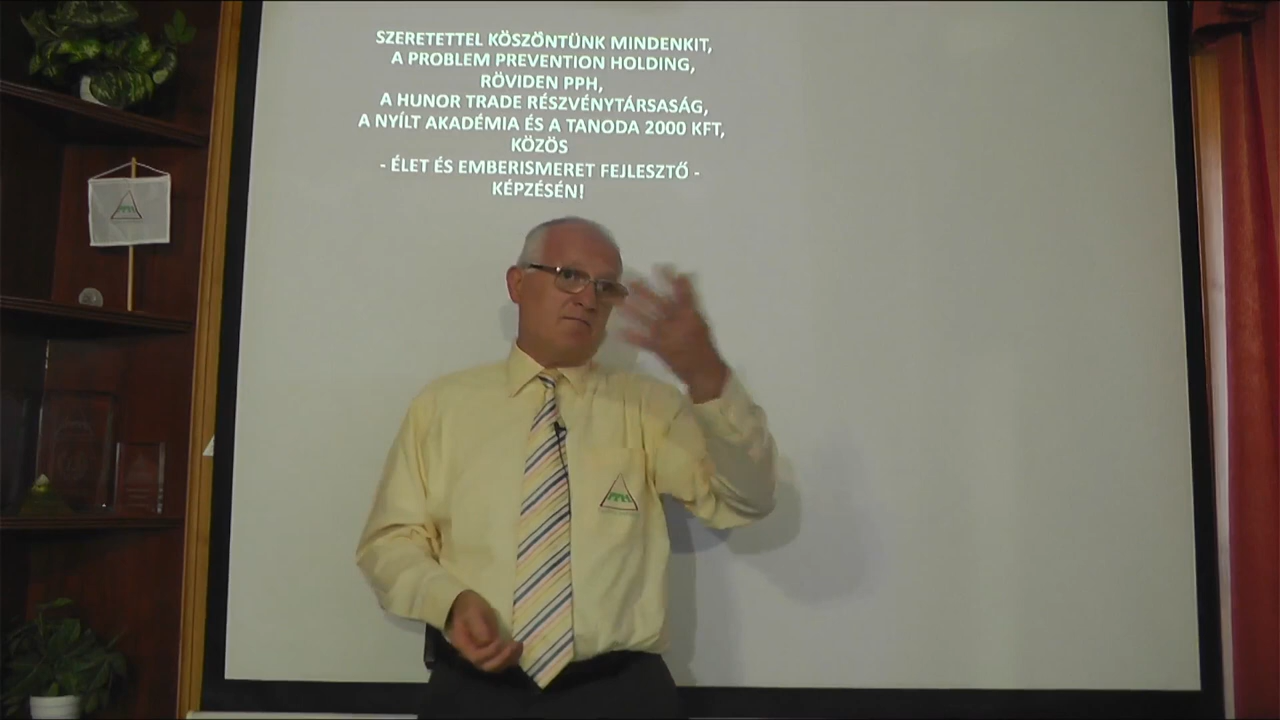 SZERETETTEL KÖSZÖNTÜNK MINDENKIT,
A PROBLEM PREVENTION HOLDING,
RÖVIDEN PPH,
A HUNOR TRADE RÉSZVÉNYTÁRSASÁG,
A NYÍLT AKADÉMIA ÉS A TANODA 2000 KFT,
KÖZÖS
- ÉLET ÉS EMBERISMERET FEJLESZTŐ -
KÉPZÉSÉN!